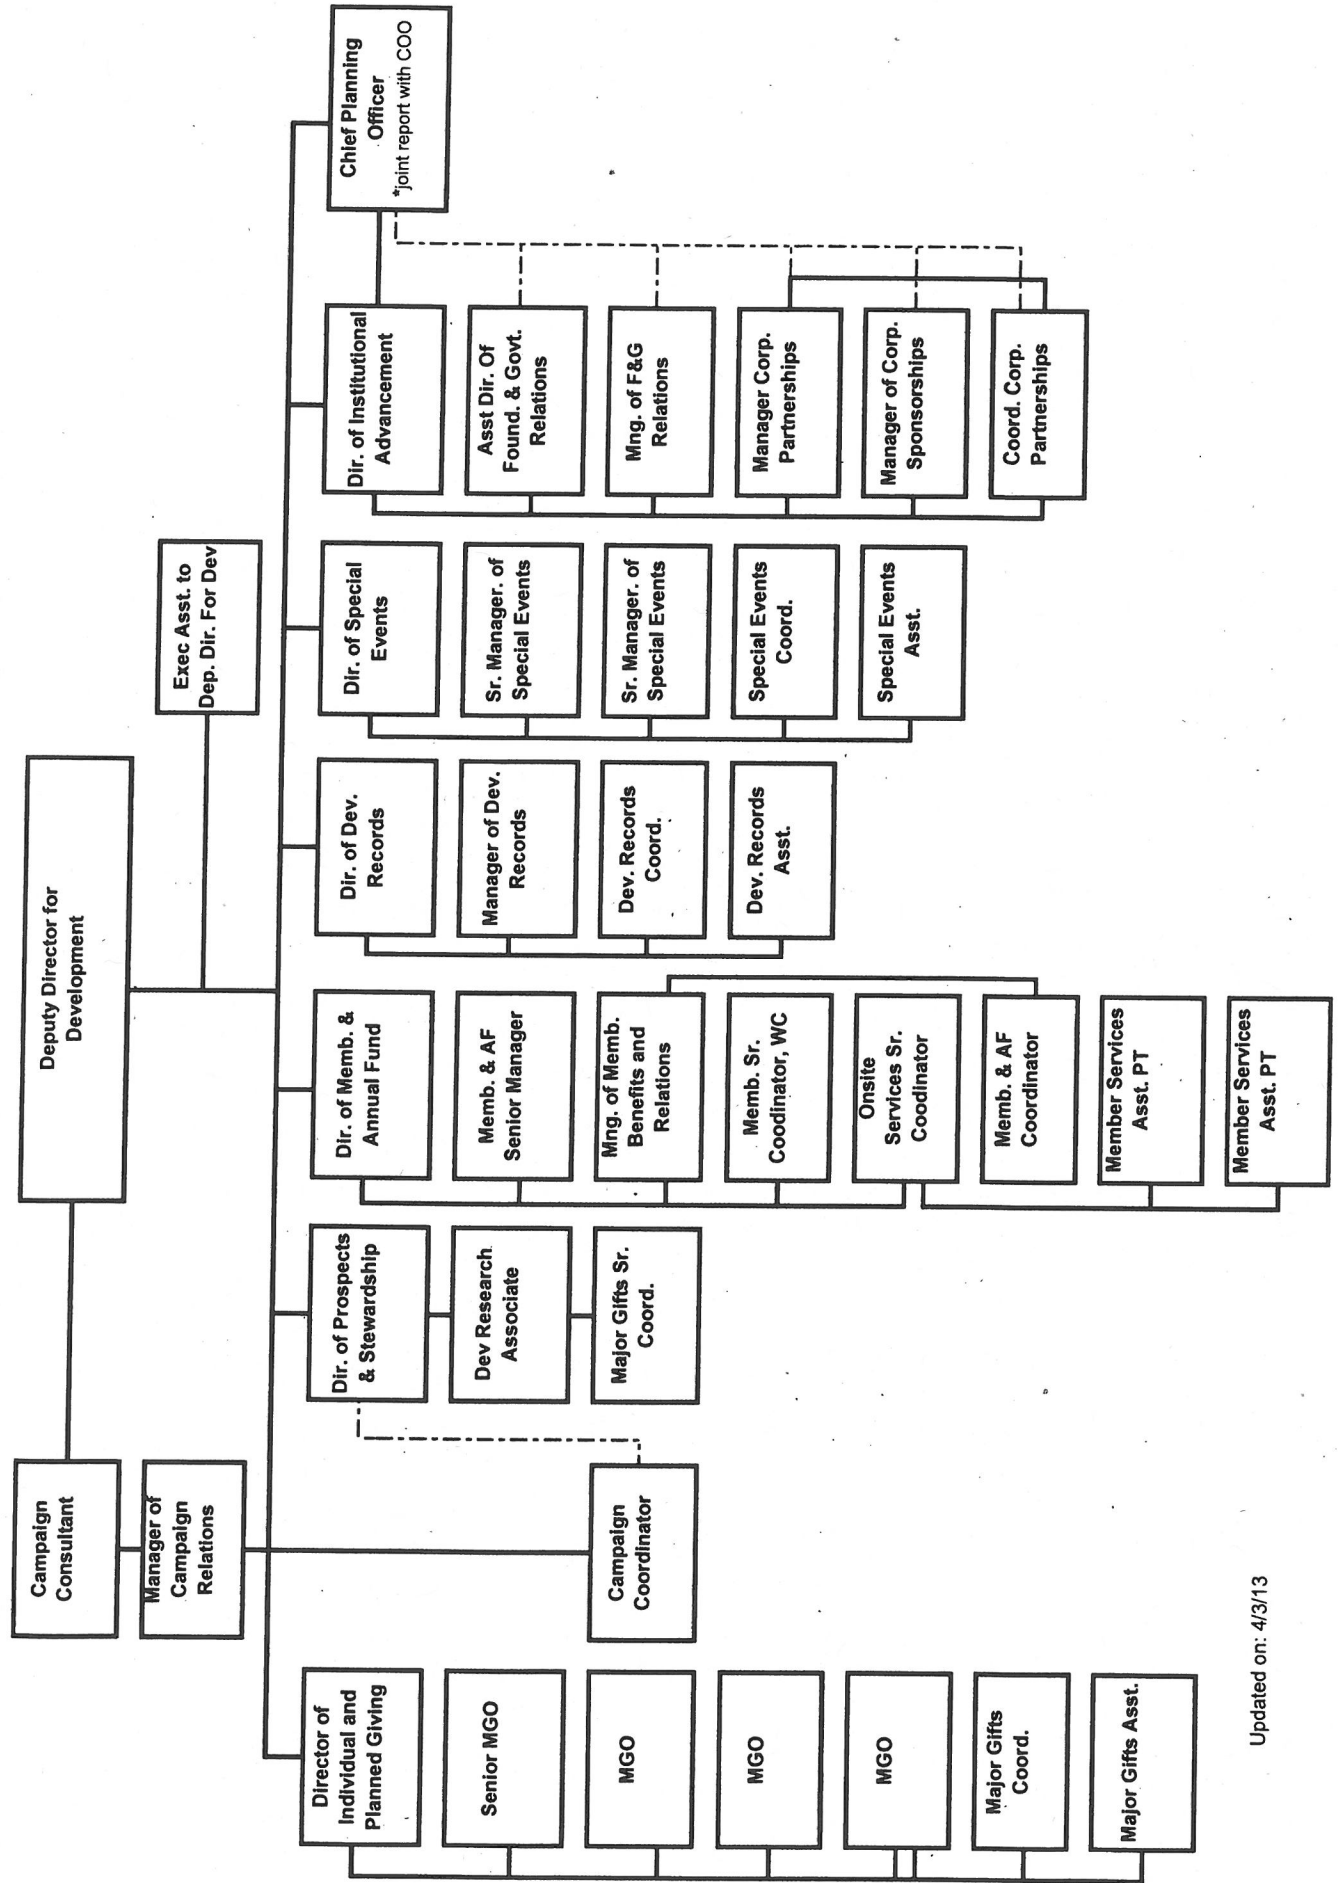 Deputy Director for
Development
Campaign
Consultant
Manager of
Campaign
Relations
Exec Asst. to
Dep. Dir. For Dev
Director of
Individual and
Planned Giving
Senior MGO
MGO
MGO
MGO
Major Gifts
Coord.
Major Gifts Asst.
Campaign
Coordinator
Dir. of Prospects
& Stewardship
Dev Research
Associate
Major Gifts Sr.
Coord.
Dir. of Memb. &
Annual Fund
Memb. & AF
Senior Manager
Mng. of Memb.
Benefits and
Relations
Memb. Sr.
Coodinator, WC
Onsite
Services Sr.
Coodinator
Memb. & AF
Coordinator
Member Services
Asst. PT
Member Services
Asst. PT
Dir. of Dev.
Records
Manager of Dev.
Records
Dev. Records
Coord.
Dev. Records
Asst.
Dir. of Special
Events
Sr. Manager. of
Special Events
Sr. Manager. of
Special Events
Special Events
Coord.
Special Events
Asst.
Dir. of Institutional
Advancement
Asst Dir. Of
Found. & Govt.
Relations
Mng. of F&G
Relations
Manager Corp.
Partnerships
Manager of Corp.
Sponsorships
Coord. Corp.
Partnerships
Chief Planning
Officer
*joint report with COO
Updated on: 4/3/13